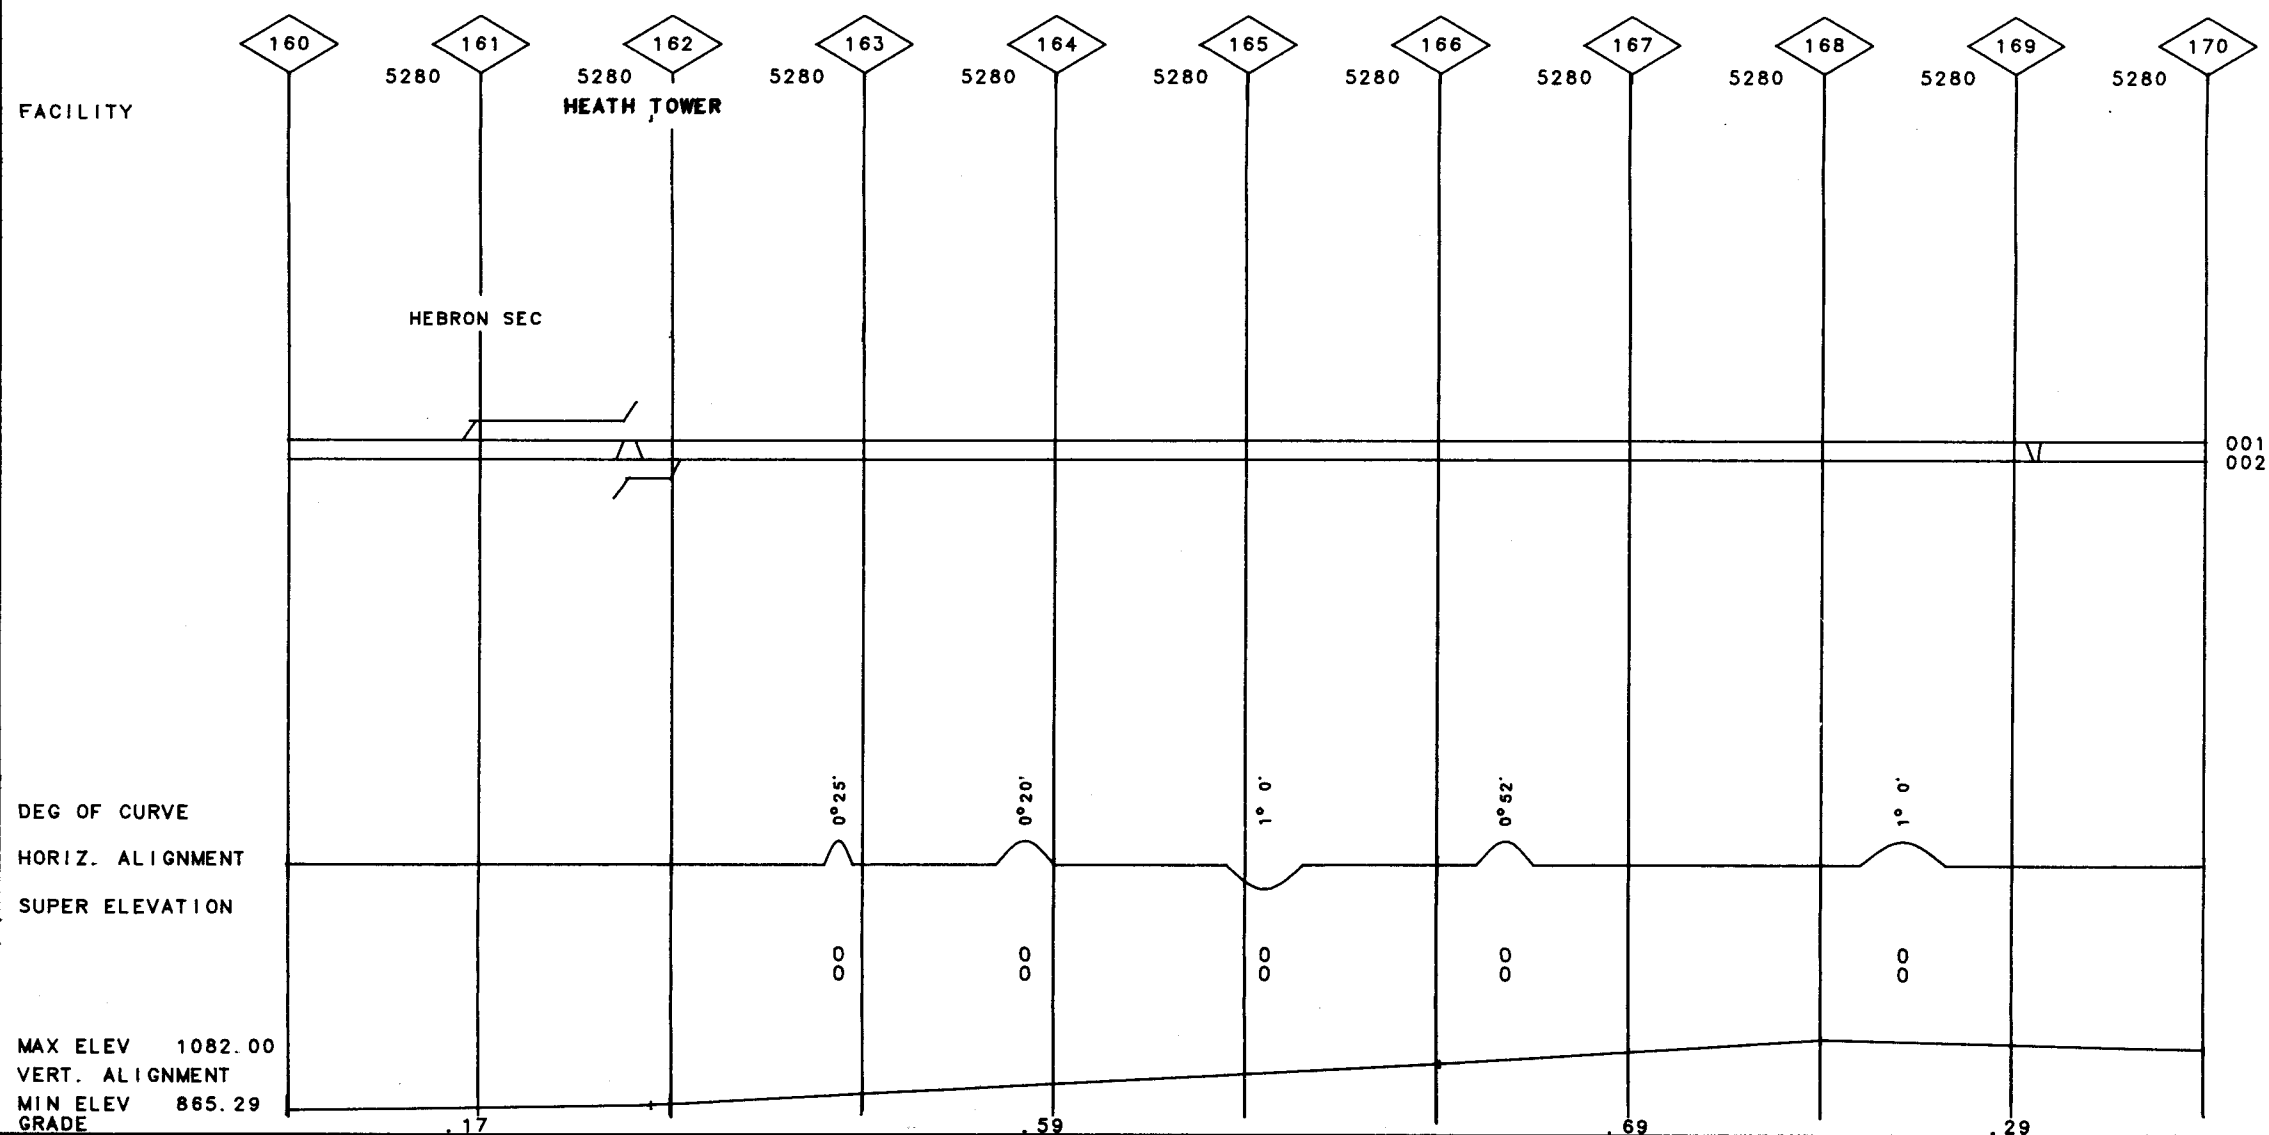 160 161 162 163 164 165 166 167 168 169 170
5280 5280 5280 5280 5280 5280 5280 5280 5280 5280
FACILITY
HEATH TOWER
HEBRON SEC
001
002
DEG OF CURVE 0°25' 0°20' 1° 0' 0°52' 1° 0'
HORIZ. ALIGNMENT
SUPER ELEVATION
0 0 0 0 0
0 0 0 0 0
MAX ELEV 1082.00
VERT. ALIGNMENT
MIN ELEV 865.29
GRADE .17 .59 .69 .29